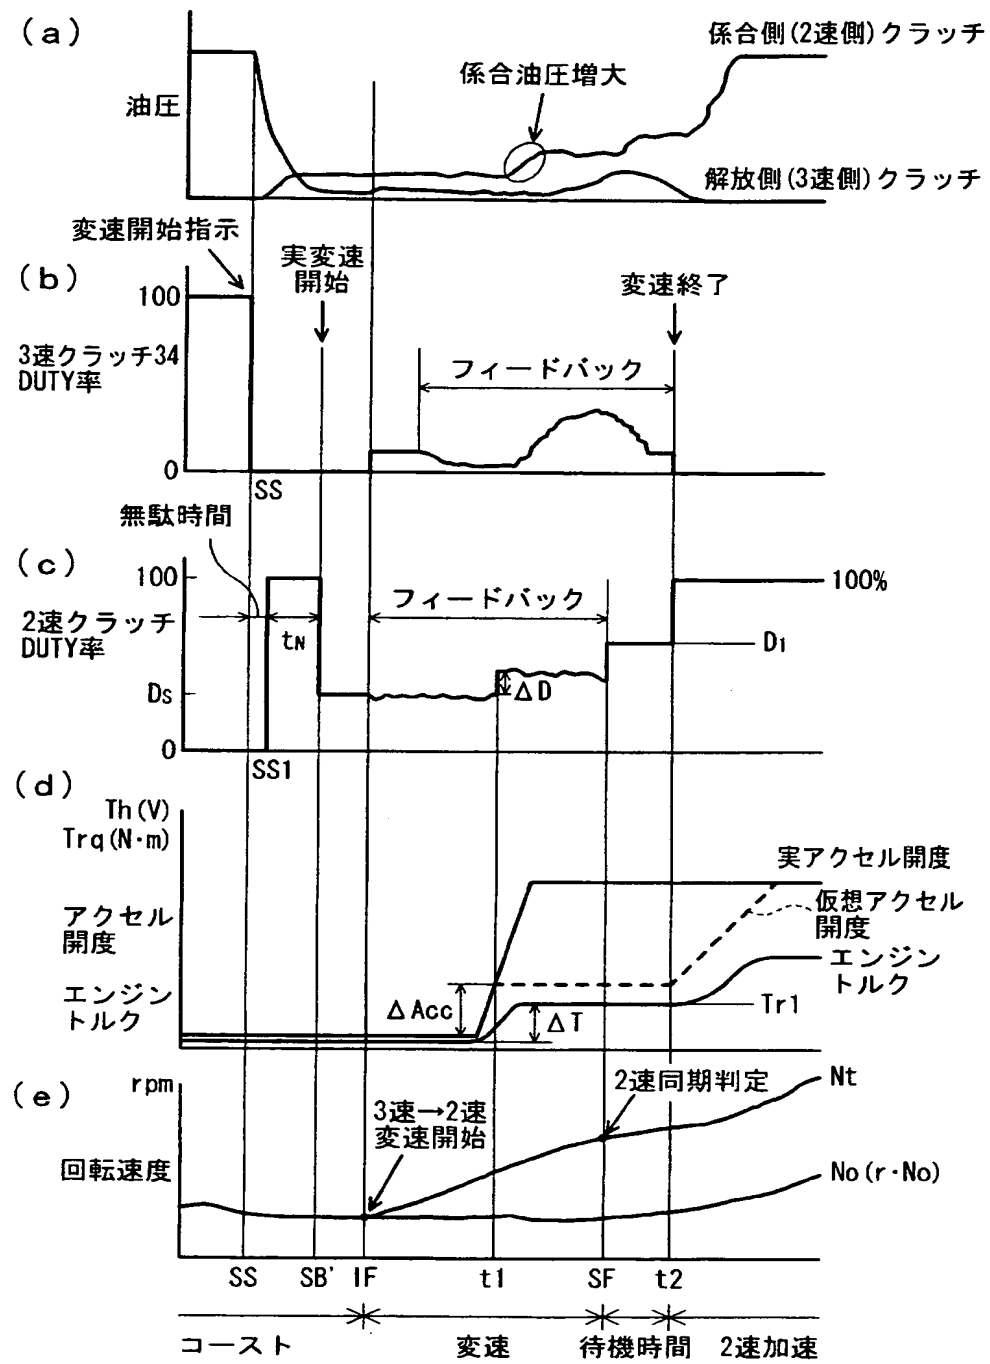 (a)
係合側(2速側)クラッチ
係合油圧増大
油圧
解放側(3速側)クラッチ
変速開始指示
(b)
実変速
開始
変速終了
100
3速クラッチ34
DUTY率
フィードバック
0
SS
無駄時間
(c)
100
100%
フィードバック
2速クラッチ
DUTY率
tN
D1
Ds
ΔD
0
SS1
(d)
Th(V)
Trq(N·m)
実アクセル開度
アクセル
開度
仮想アクセル
開度
エンジン
トルク
エンジン
トルク
ΔAcc
ΔT
Tr1
(e)
rpm
2速同期判定
Nt
3速→2速
変速開始
回転速度
No(r·No)
SS
SB'
IF
t1
SF
t2
コースト
変速
待機時間
2速加速